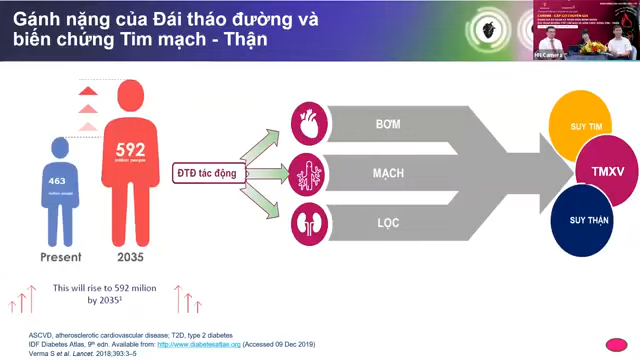 Gánh nặng của Đái tháo đường và
biến chứng Tim mạch - Thận
HN Camera
463
million people
592
million people
Present
2035
This will rise to 592 milion
by 2035¹
ĐTĐ tác động
BƠM
MẠCH
LỌC
SUY TIM
TMXV
SUY THẬN
ASCVD, atherosclerotic cardiovascular disease; T2D, type 2 diabetes
IDF Diabetes Atlas, 9ᵗʰ edn. Available from: http://www.diabetesatlas.org (Accessed 09 Dec 2019)
Verma S et al. Lancet. 2018;393:3–5